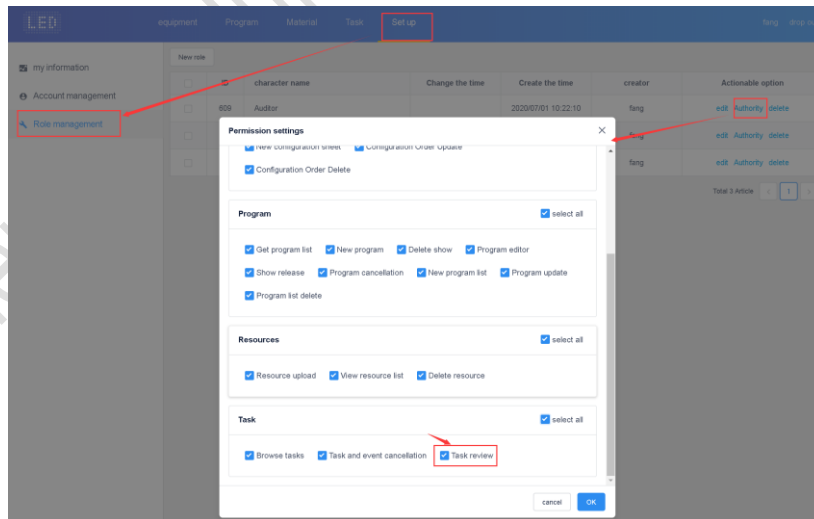 LED equipment Program Material Task Set up fang drop out
my information
Account management
Role management
New role
ID character name Change the time Create the time creator Actionable option
609 Auditor 2020/07/01 10:22:10 fang edit Authority delete
fang edit Authority delete
fang edit Authority delete
Total 3 Article 1
Permission settings
New configuration sheet Configuration Order Update
Configuration Order Delete
Program select all
Get program list New program Delete show Program editor
Show release Program cancellation New program list Program update
Program list delete
Resources select all
Resource upload View resource list Delete resource
Task select all
Browse tasks Task and event cancellation Task review
cancel OK